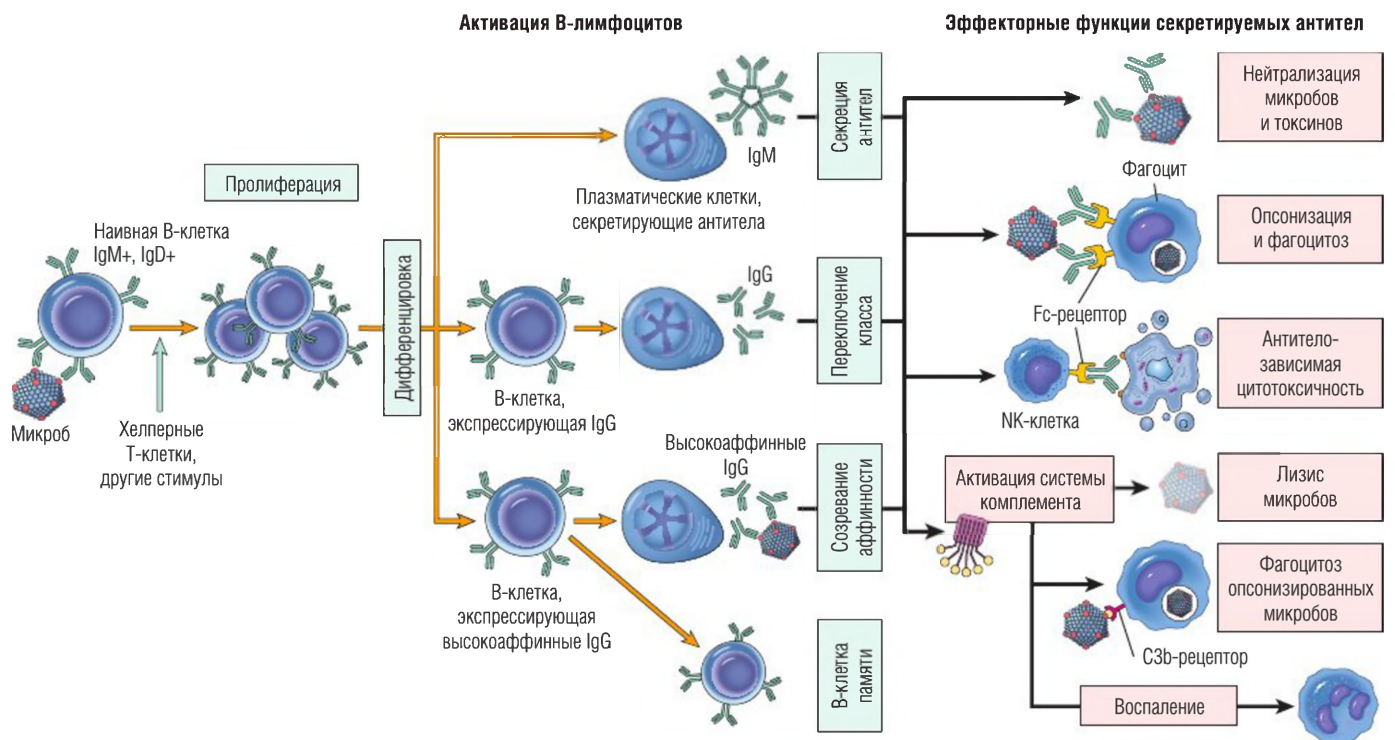 Активация В-лимфоцитов
Эффекторные функции секретируемых антител
Пролиферация
Наивная В-клетка
IgM+, IgD+
Микроб
Хелперные
Т-клетки,
другие стимулы
Дифференцировка
IgM
Плазматические клетки,
секретирующие антитела
Секреция
антител
IgG
В-клетка,
экспрессирующая IgG
Переключение
класса
Высокоаффинные
IgG
В-клетка,
экспрессирующая
высокоаффинные IgG
Созревание
аффинности
В-клетка
памяти
Нейтрализация
микробов
и токсинов
Фагоцит
Опсонизация
и фагоцитоз
Fc-рецептор
NK-клетка
Антитело-
зависимая
цитотоксичность
Активация системы
комплемента
Лизис
микробов
Фагоцитоз
опсонизированных
микробов
C3b-рецептор
Воспаление